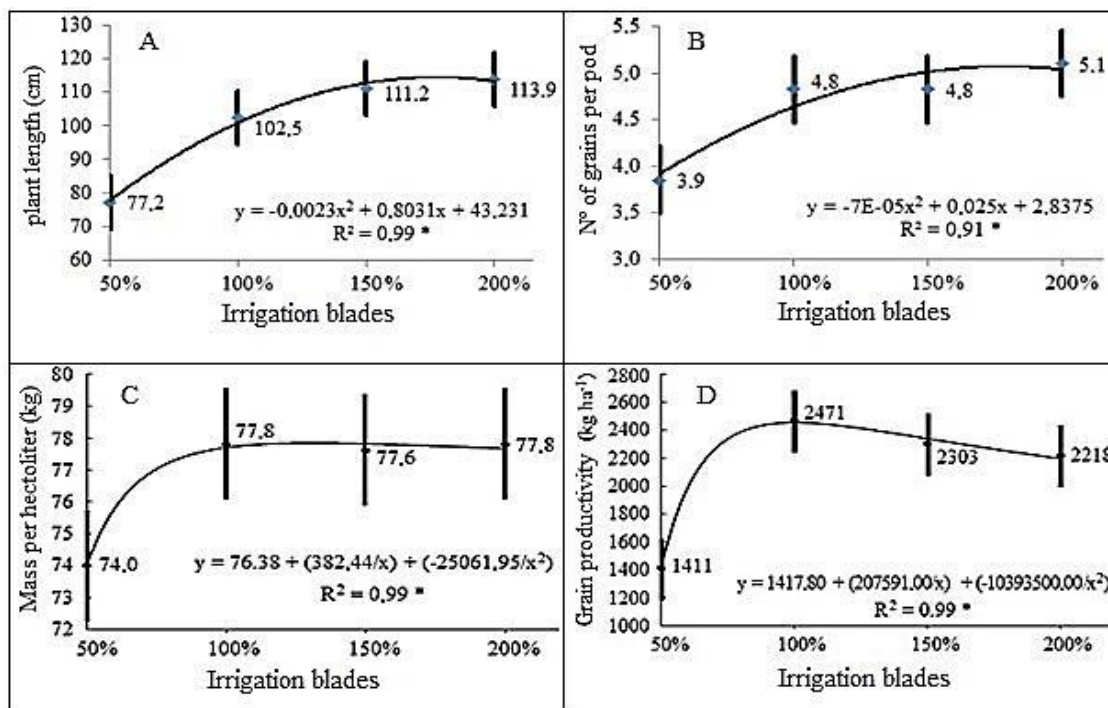 A
plant length (cm)
130
120
110
100
90
80
70
60
77.2
102.5
111.2
113.9
y = -0.0023x² + 0.8031x + 43.231
R² = 0.99 *
50% 100% 150% 200%
Irrigation blades
B
N° of grains per pod
5.5
5.0
4.5
4.0
3.5
3.0
3.9
4.8
4.8
5.1
y = -7E-05x² + 0.025x + 2.8375
R² = 0.91 *
50% 100% 150% 200%
Irrigation blades
C
Mass per hectoliter (kg)
80
79
78
77
76
75
74
73
72
74.0
77.8
77.6
77.8
y = 76.38 + (382.44/x) + (-25061.95/x²)
R² = 0.99 *
50% 100% 150% 200%
Irrigation blades
D
Grain productivity (kg ha⁻¹)
2800
2600
2400
2200
2000
1800
1600
1400
1200
1000
1411
2471
2303
2218
y = 1417.80 + (207591.00/x) + (-10393500.00/x²)
R² = 0.99 *
50% 100% 150% 200%
Irrigation blades